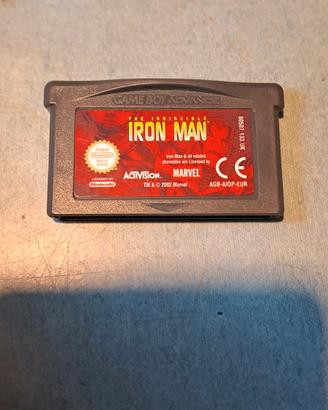 GAME BOY ADVANCE
THE INVINCIBLE
IRON MAN
Iron Man & all related
characters are Licensed by
LICENSED BY
Nintendo
ACTIVISION.
MARVEL
CE
TM & © 2002 Marvel
AGB-AIOP-EUR